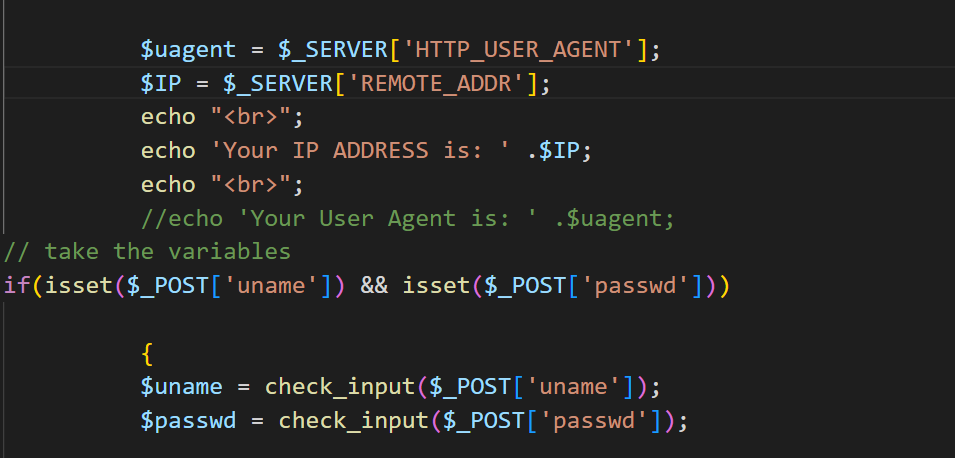 $uagent = $_SERVER['HTTP_USER_AGENT'];
$IP = $_SERVER['REMOTE_ADDR'];
echo "<br>";
echo 'Your IP ADDRESS is: ' .$IP;
echo "<br>";
//echo 'Your User Agent is: ' .$uagent;
// take the variables
if(isset($_POST['uname']) && isset($_POST['passwd']))
{
$uname = check_input($_POST['uname']);
$passwd = check_input($_POST['passwd']);